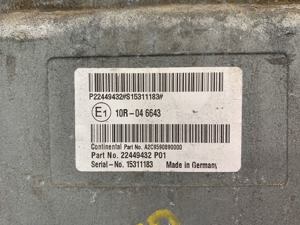 P22449432#S15311183#
E1 10R-04 6643
Continental Part No. A2C9590890000
Part No. 22449432 P01
Serial-No. 15311183 Made in Germany